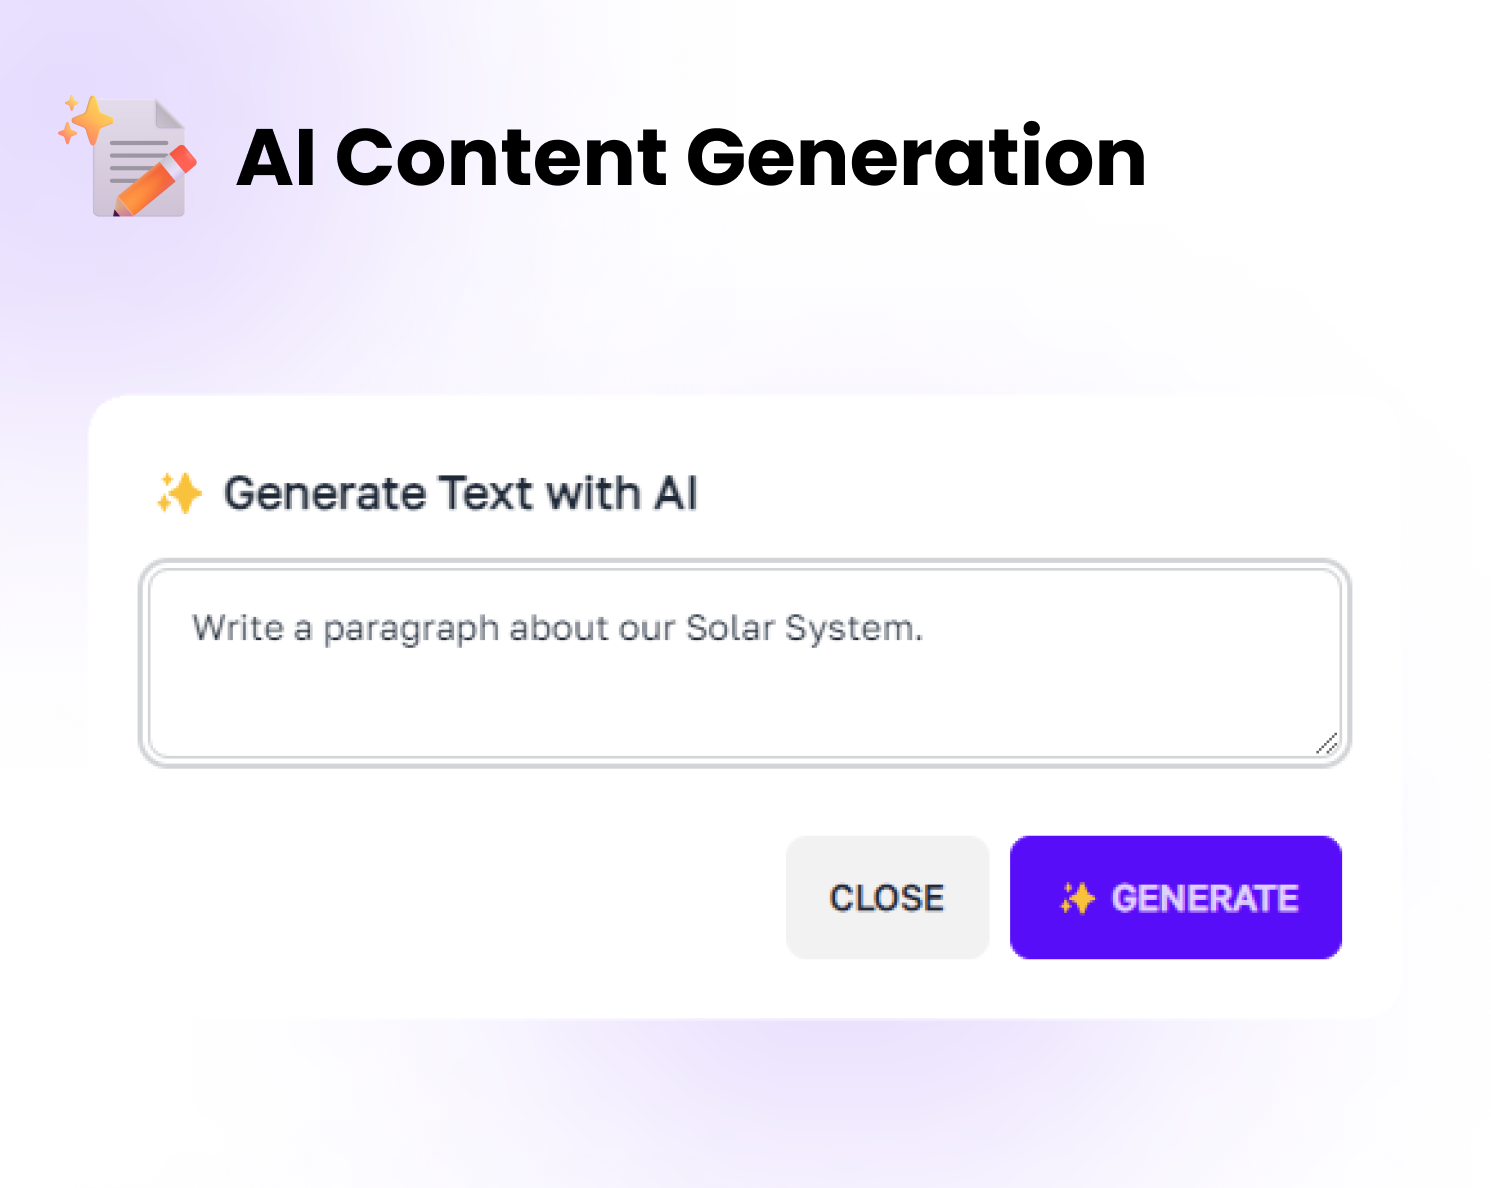 AI Content Generation
Generate Text with AI
Write a paragraph about our Solar System.
CLOSE
GENERATE